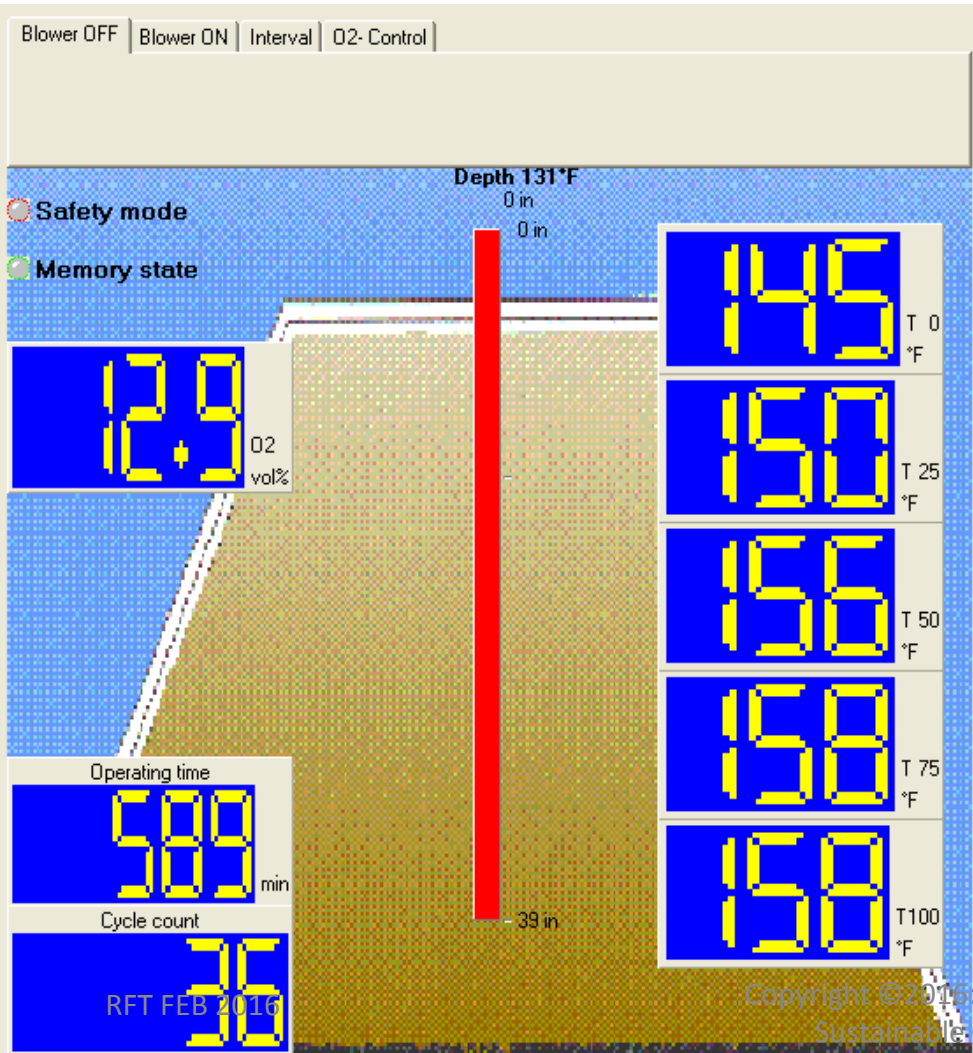 Blower OFF
Blower ON
Interval
O2- Control
Depth 131°F
0 in
0 in
Safety mode
Memory state
145
T 0
°F
12.9
O2
vol%
150
T 25
°F
156
T 50
°F
158
T 75
°F
Operating time
589
min
Cycle count
39 in
158
T100
°F
36
RFT FEB 2016
Copyright ©2016
Sustainable